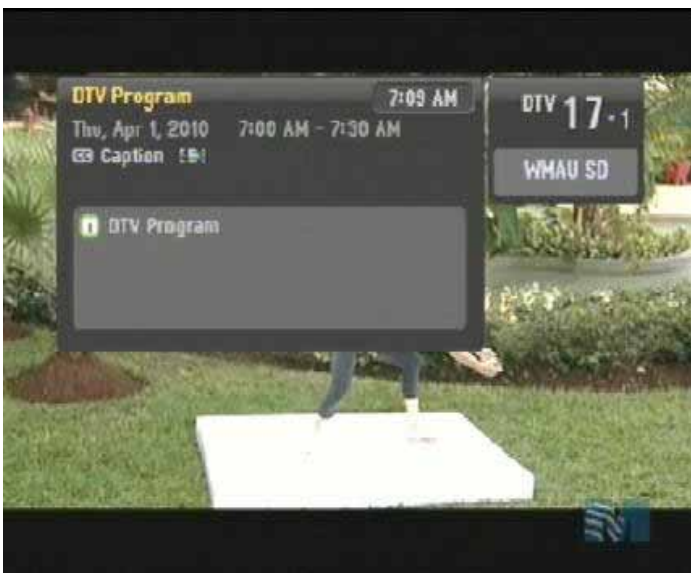 DTV Program
7:09 AM
Thu, Apr 1, 2010 7:00 AM - 7:30 AM
CC Caption
i DTV Program
DTV 17-1
WMAU SD